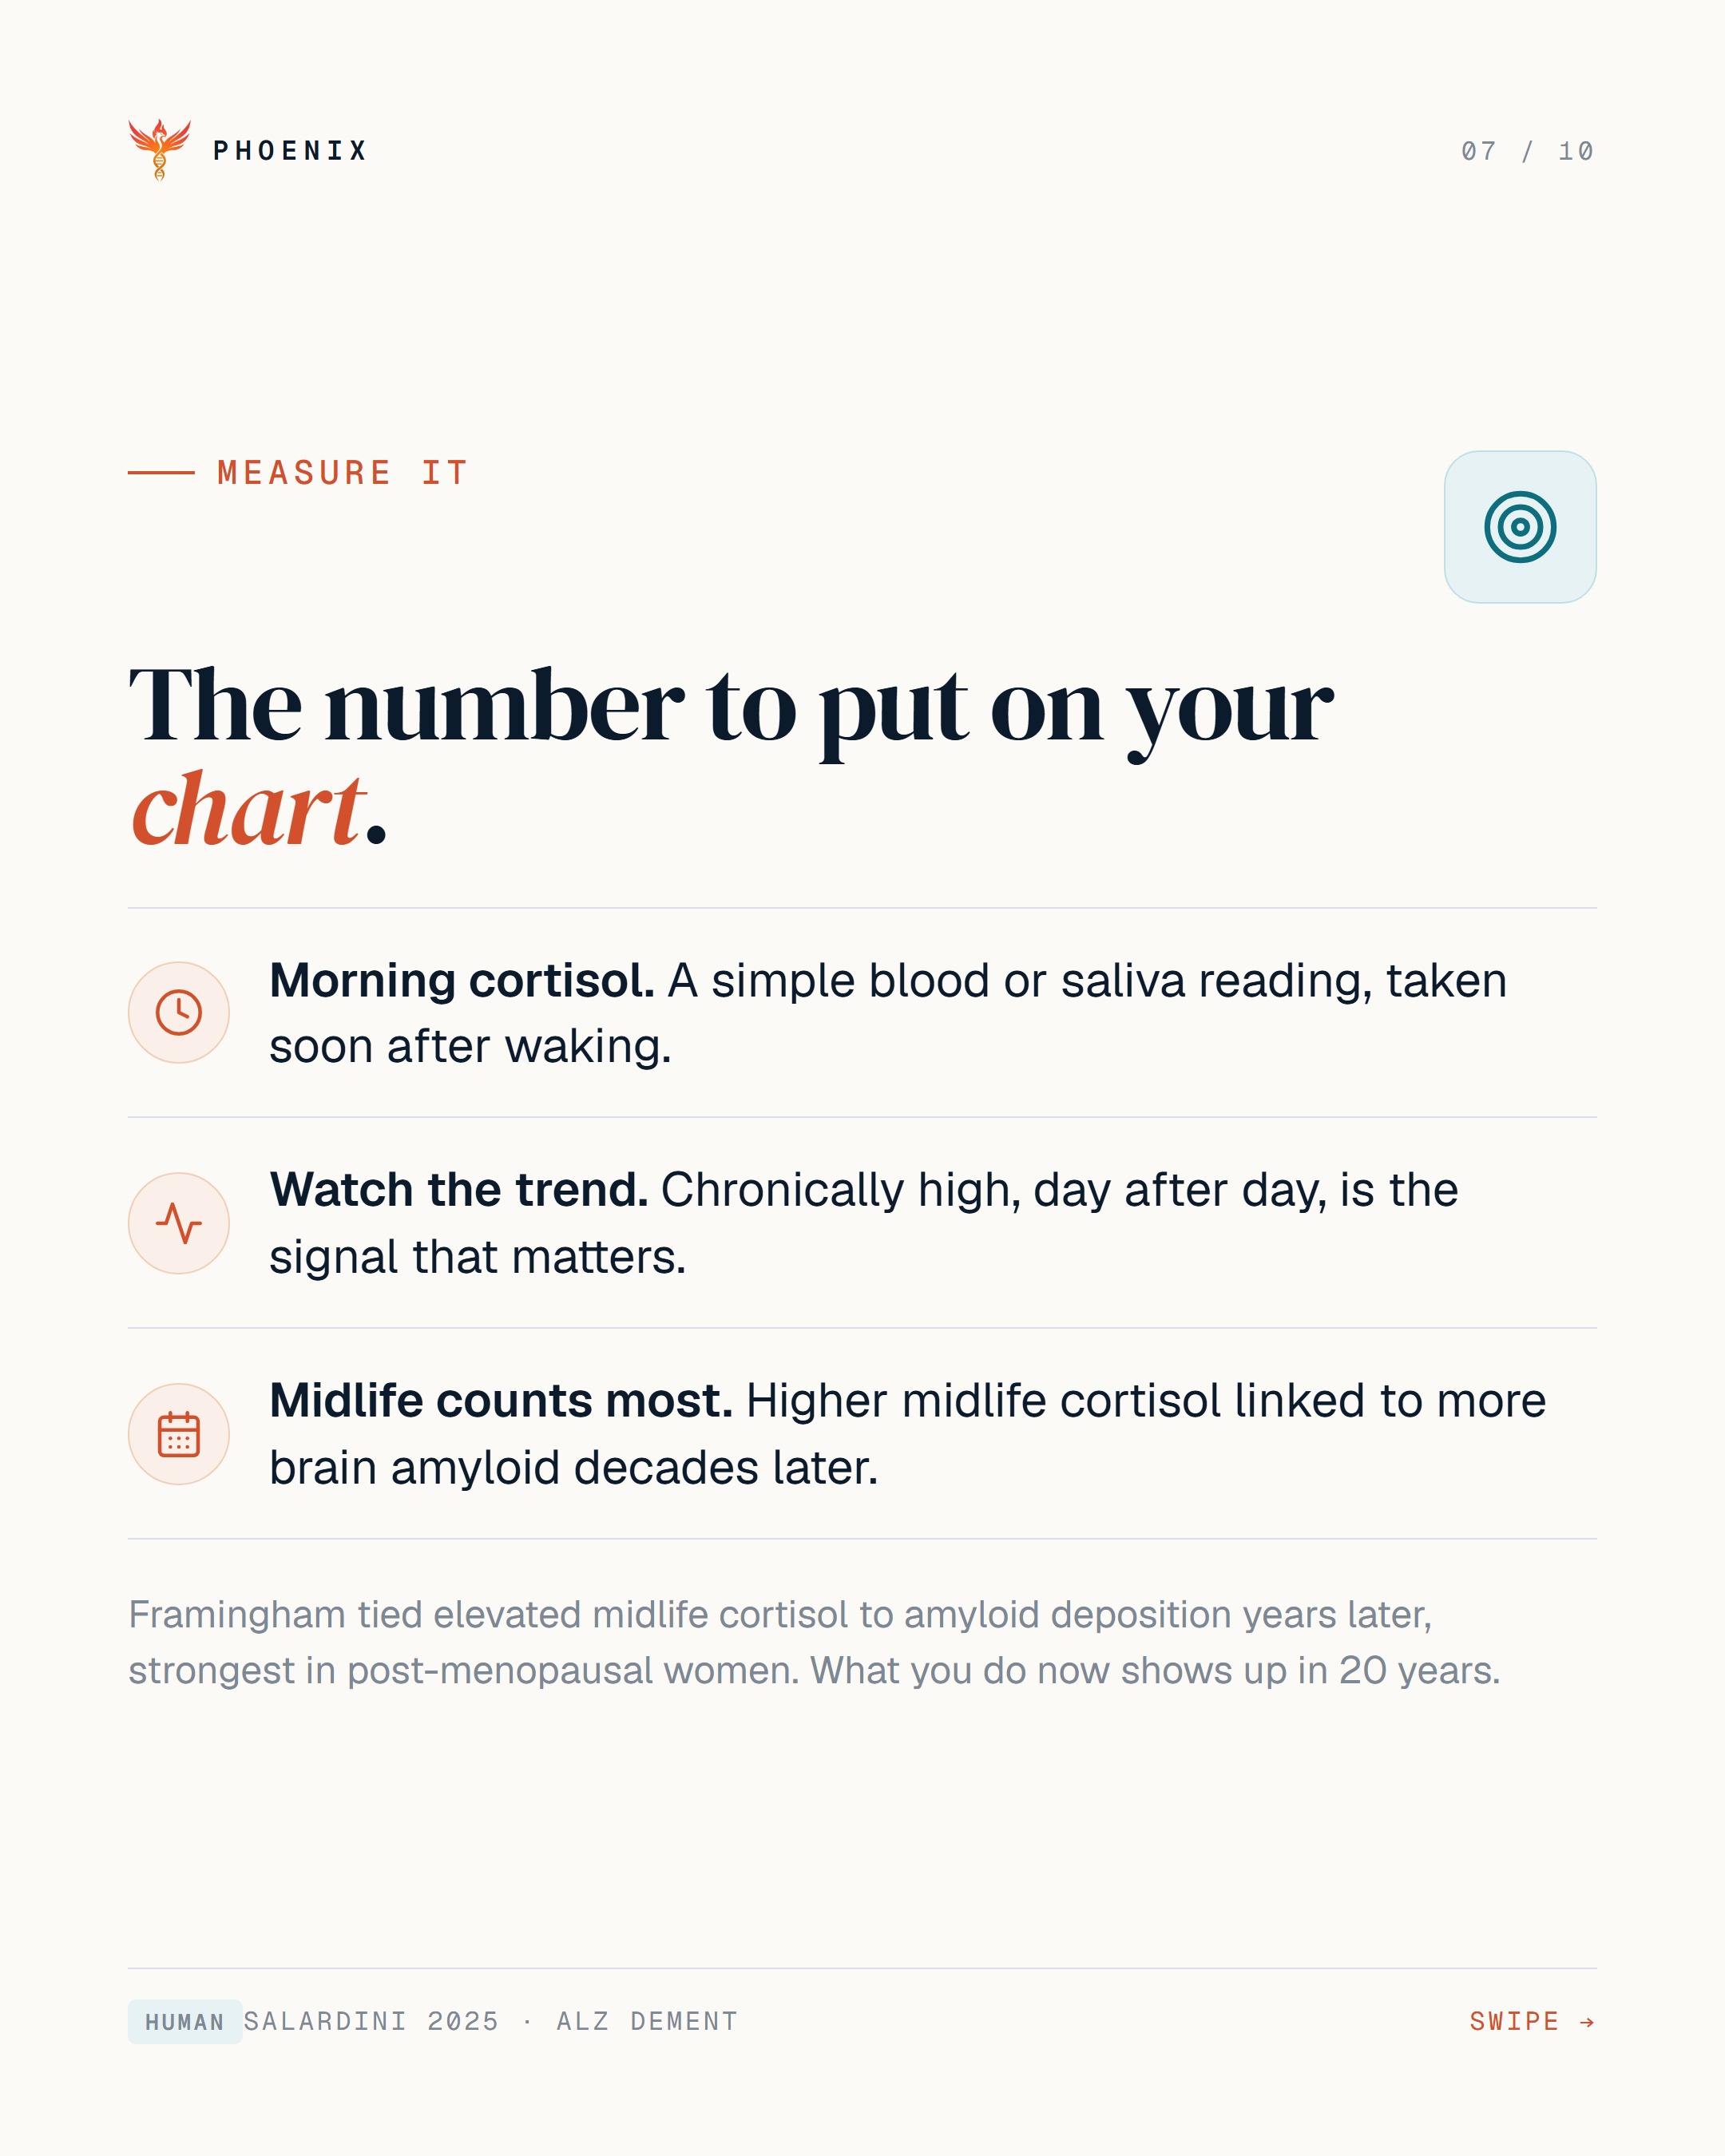 PHOENIX
07 / 10
MEASURE IT
The number to put on your
chart.
Morning cortisol. A simple blood or saliva reading, taken
soon after waking.
Watch the trend. Chronically high, day after day, is the
signal that matters.
Midlife counts most. Higher midlife cortisol linked to more
brain amyloid decades later.
Framingham tied elevated midlife cortisol to amyloid deposition years later,
strongest in post-menopausal women. What you do now shows up in 20 years.
HUMAN SALARDINI 2025 · ALZ DEMENT
SWIPE →